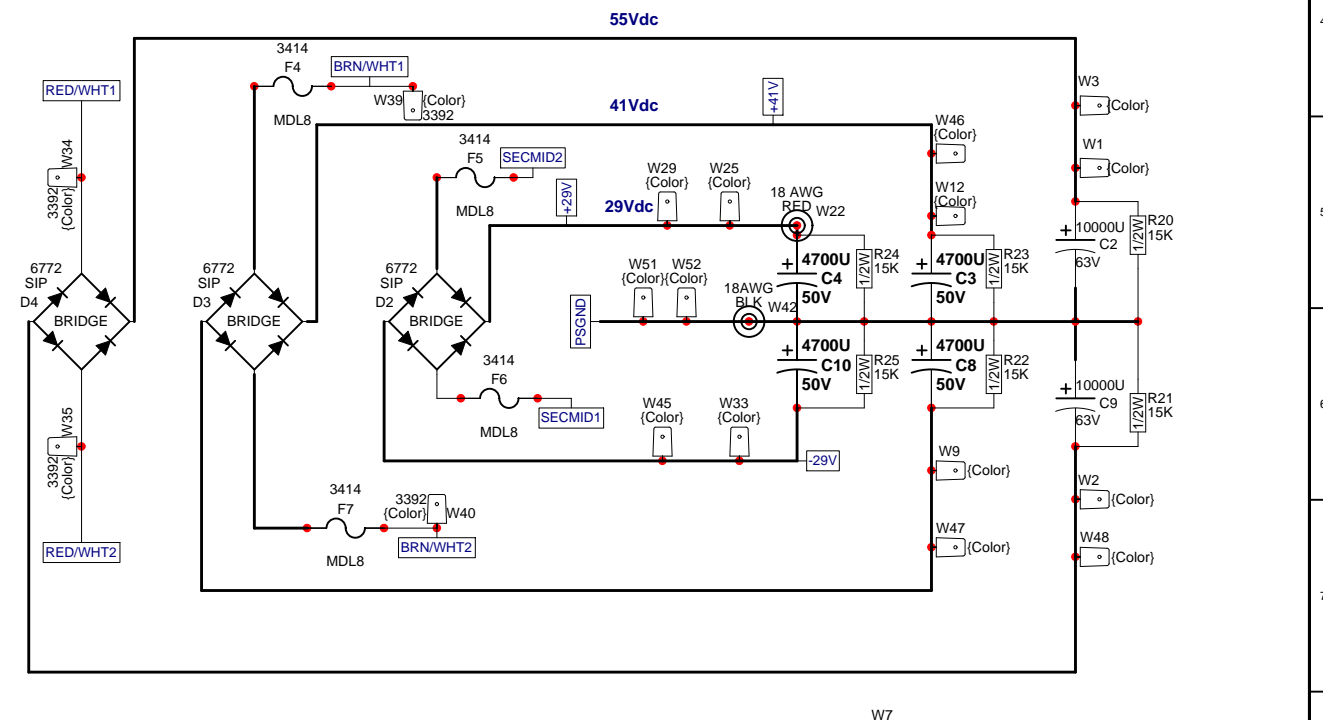 55Vdc
4
3414
F4
BRN/WHT1
RED/WHT1
W39
{Color}
3392
MDL8
41Vdc
+41V
W3
{Color}
W1
{Color}
W46
{Color}
W12
{Color}
3414
F5
SECMID2
MDL8
+29V
29Vdc
W29
{Color}
W25
{Color}
18 AWG
RED
W22
W34
3392
{Color}
5
10000U
C2
63V
R20
15K
1/2W
6772
SIP
D4
BRIDGE
6772
SIP
D3
BRIDGE
6772
SIP
D2
BRIDGE
4700U
C4
50V
R24
15K
1/2W
4700U
C3
50V
R23
15K
1/2W
W51
{Color}
W52
{Color}
18AWG
BLK
W42
PSGND
4700U
C10
50V
R25
15K
1/2W
4700U
C8
50V
R22
15K
1/2W
10000U
C9
63V
R21
15K
1/2W
6
3414
F6
SECMID1
MDL8
W35
3392
{Color}
W45
{Color}
W33
{Color}
-29V
W9
{Color}
W2
{Color}
3414
F7
MDL8
3392
{Color}
W40
BRN/WHT2
RED/WHT2
W47
{Color}
W48
{Color}
7
W7